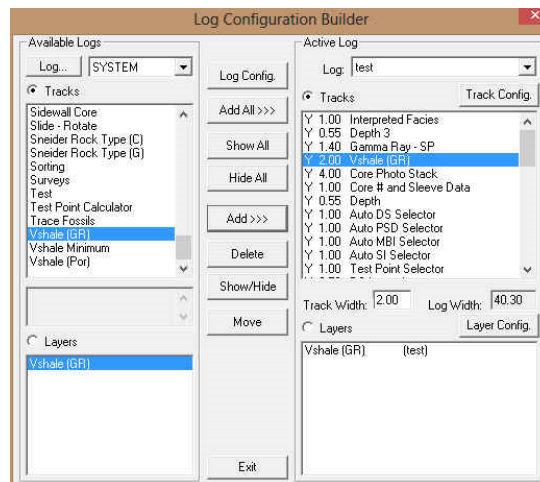 Log Configuration Builder
Available Logs
Log... SYSTEM
Tracks
Sidewall Core
Slide - Rotate
Sneider Rock Type (C)
Sneider Rock Type (G)
Sorting
Surveys
Test
Test Point Calculator
Trace Fossils
Vshale (GR)
Vshale Minimum
Vshale (Por)
Layers
Vshale (GR)
Log Config.
Add All >>>
Show All
Hide All
Add >>>
Delete
Show/Hide
Move
Exit
Active Log
Log: test
Tracks
Track Config.
Y 1.00 Interpreted Facies
Y 0.55 Depth 3
Y 1.40 Gamma Ray - SP
Y 2.00 Vshale (GR)
Y 4.00 Core Photo Stack
Y 1.00 Core # and Sleeve Data
Y 0.55 Depth
Y 1.00 Auto DS Selector
Y 1.00 Auto PSD Selector
Y 1.00 Auto MBI Selector
Y 1.00 Auto SI Selector
Y 1.00 Test Point Selector
Track Width: 2.00 Log Width: 40.30
Layers
Layer Config.
Vshale (GR) (test)